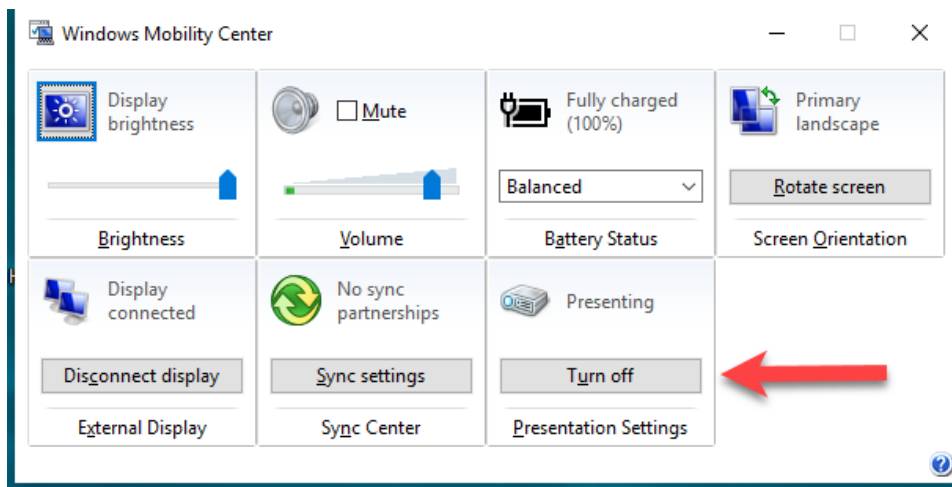 Windows Mobility Center
Display
brightness
Brightness
Mute
Volume
Fully charged
(100%)
Balanced
Battery Status
Primary
landscape
Rotate screen
Screen Orientation
Display
connected
Disconnect display
External Display
No sync
partnerships
Sync settings
Sync Center
Presenting
Turn off
Presentation Settings